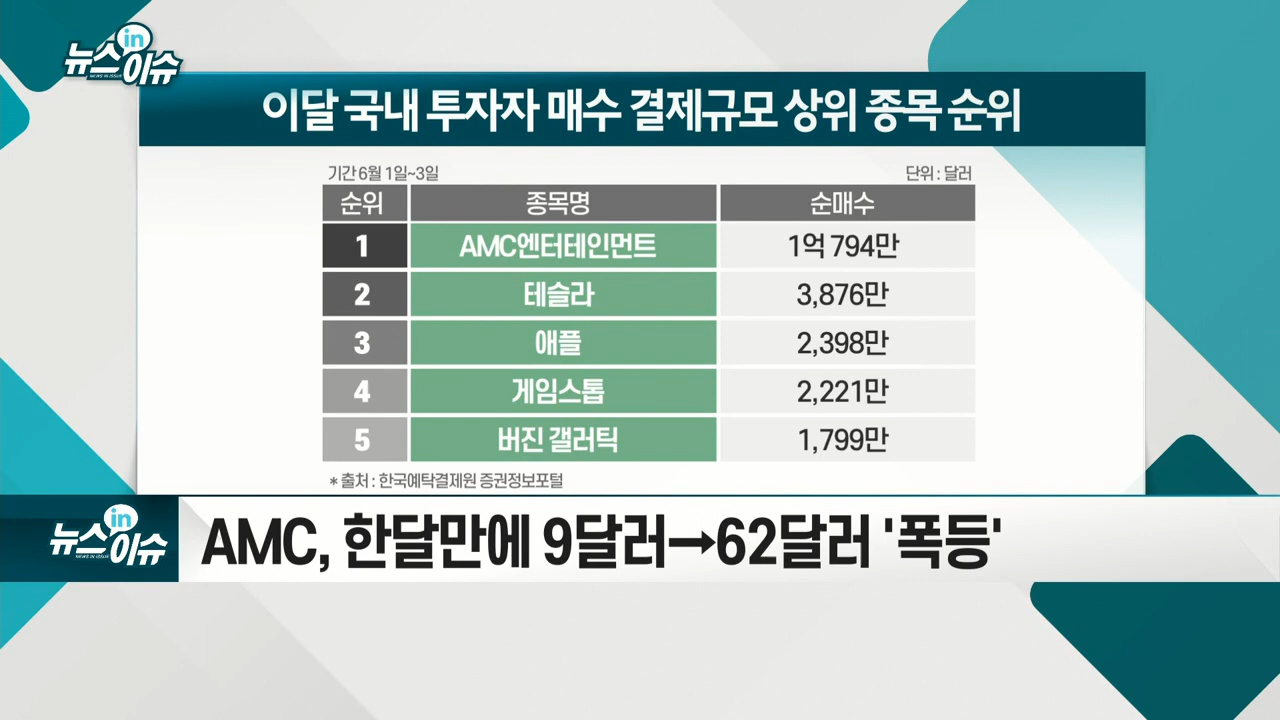 뉴스in이슈
NEWS IN ISSUE
이달 국내 투자자 매수 결제규모 상위 종목 순위
기간 6월 1일~3일 단위 : 달러
순위 종목명 순매수
1 AMC엔터테인먼트 1억 794만
2 테슬라 3,876만
3 애플 2,398만
4 게임스톱 2,221만
5 버진 갤러틱 1,799만
* 출처 : 한국예탁결제원 증권정보포털
뉴스in이슈
NEWS IN ISSUE
AMC, 한달만에 9달러→62달러 '폭등'